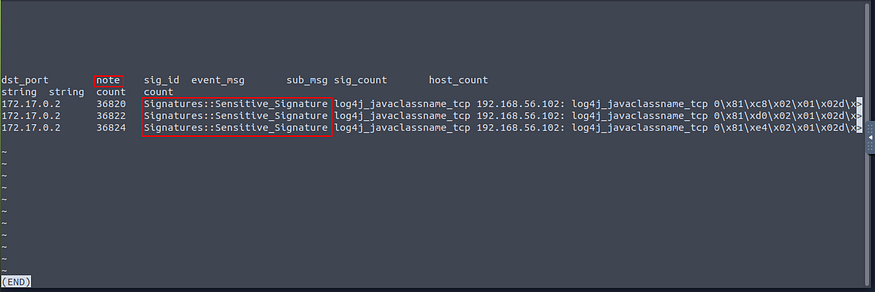 dst_port note sig_id event_msg sub_msg sig_count host_count
string string count count
172.17.0.2 36820 Signatures::Sensitive_Signature log4j_javaclassname_tcp 192.168.56.102: log4j_javaclassname_tcp 0\x81\xc8\x02\x01\x02d\x>
172.17.0.2 36822 Signatures::Sensitive_Signature log4j_javaclassname_tcp 192.168.56.102: log4j_javaclassname_tcp 0\x81\xd0\x02\x01\x02d\x>
172.17.0.2 36824 Signatures::Sensitive_Signature log4j_javaclassname_tcp 192.168.56.102: log4j_javaclassname_tcp 0\x81\xe4\x02\x01\x02d\x>
~
~
~
~
~
~
~
~
~
~
~
(END)